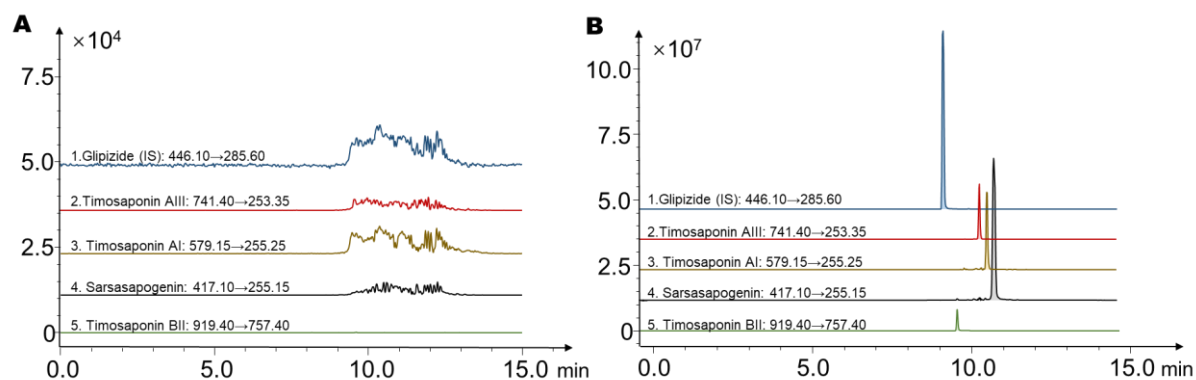 A
×10⁴
7.5
5.0
2.5
0
1.Glipizide (IS): 446.10→285.60
2.Timosaponin AIII: 741.40→253.35
3. Timosaponin AI: 579.15→255.25
4. Sarsasapogenin: 417.10→255.15
5. Timosaponin BII: 919.40→757.40
0.0 5.0 10.0 15.0 min
B
×10⁷
10.0
7.5
5.0
2.5
0
1.Glipizide (IS): 446.10→285.60
2.Timosaponin AIII: 741.40→253.35
3. Timosaponin AI: 579.15→255.25
4. Sarsasapogenin: 417.10→255.15
5. Timosaponin BII: 919.40→757.40
0.0 5.0 10.0 15.0 min